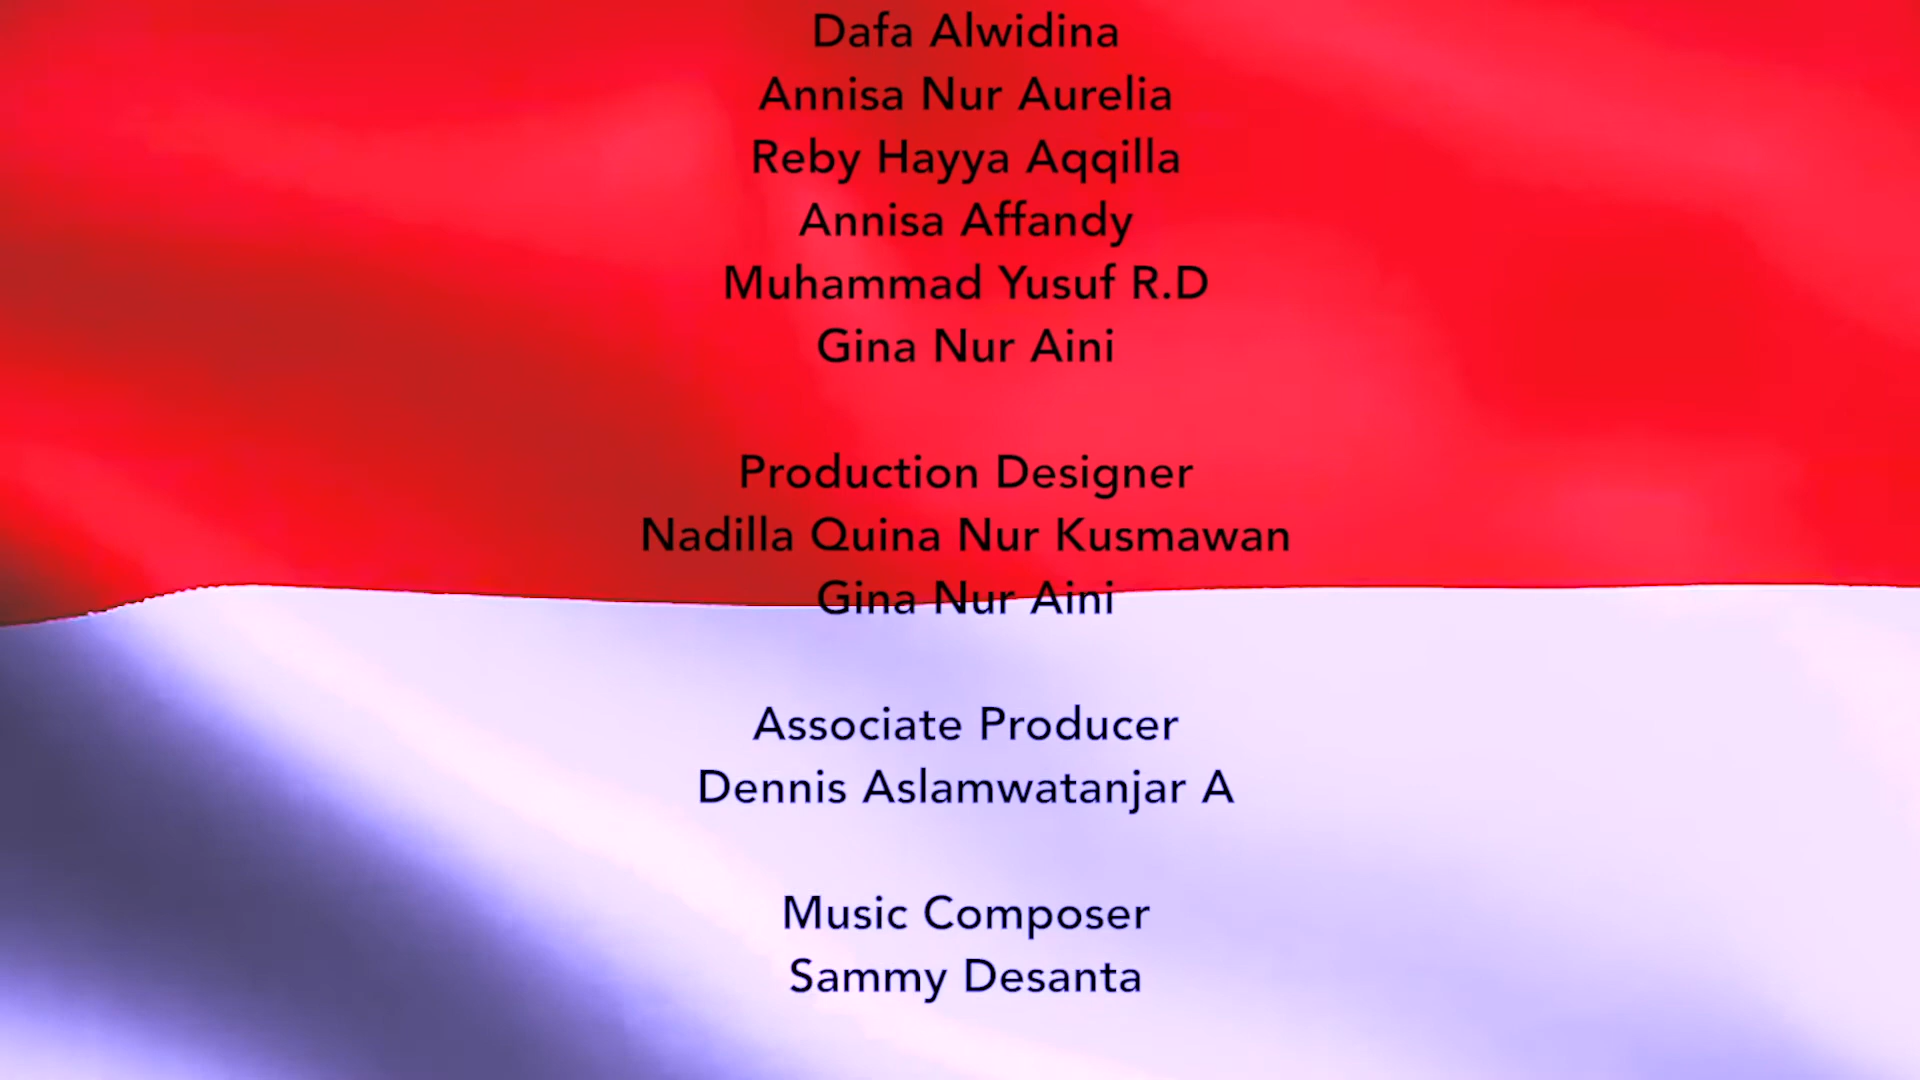 Dafa Alwidina
Annisa Nur Aurelia
Reby Hayya Aqqilla
Annisa Affandy
Muhammad Yusuf R.D
Gina Nur Aini
Production Designer
Nadilla Quina Nur Kusmawan
Gina Nur Aini
Associate Producer
Dennis Aslamwatanjar A
Music Composer
Sammy Desanta